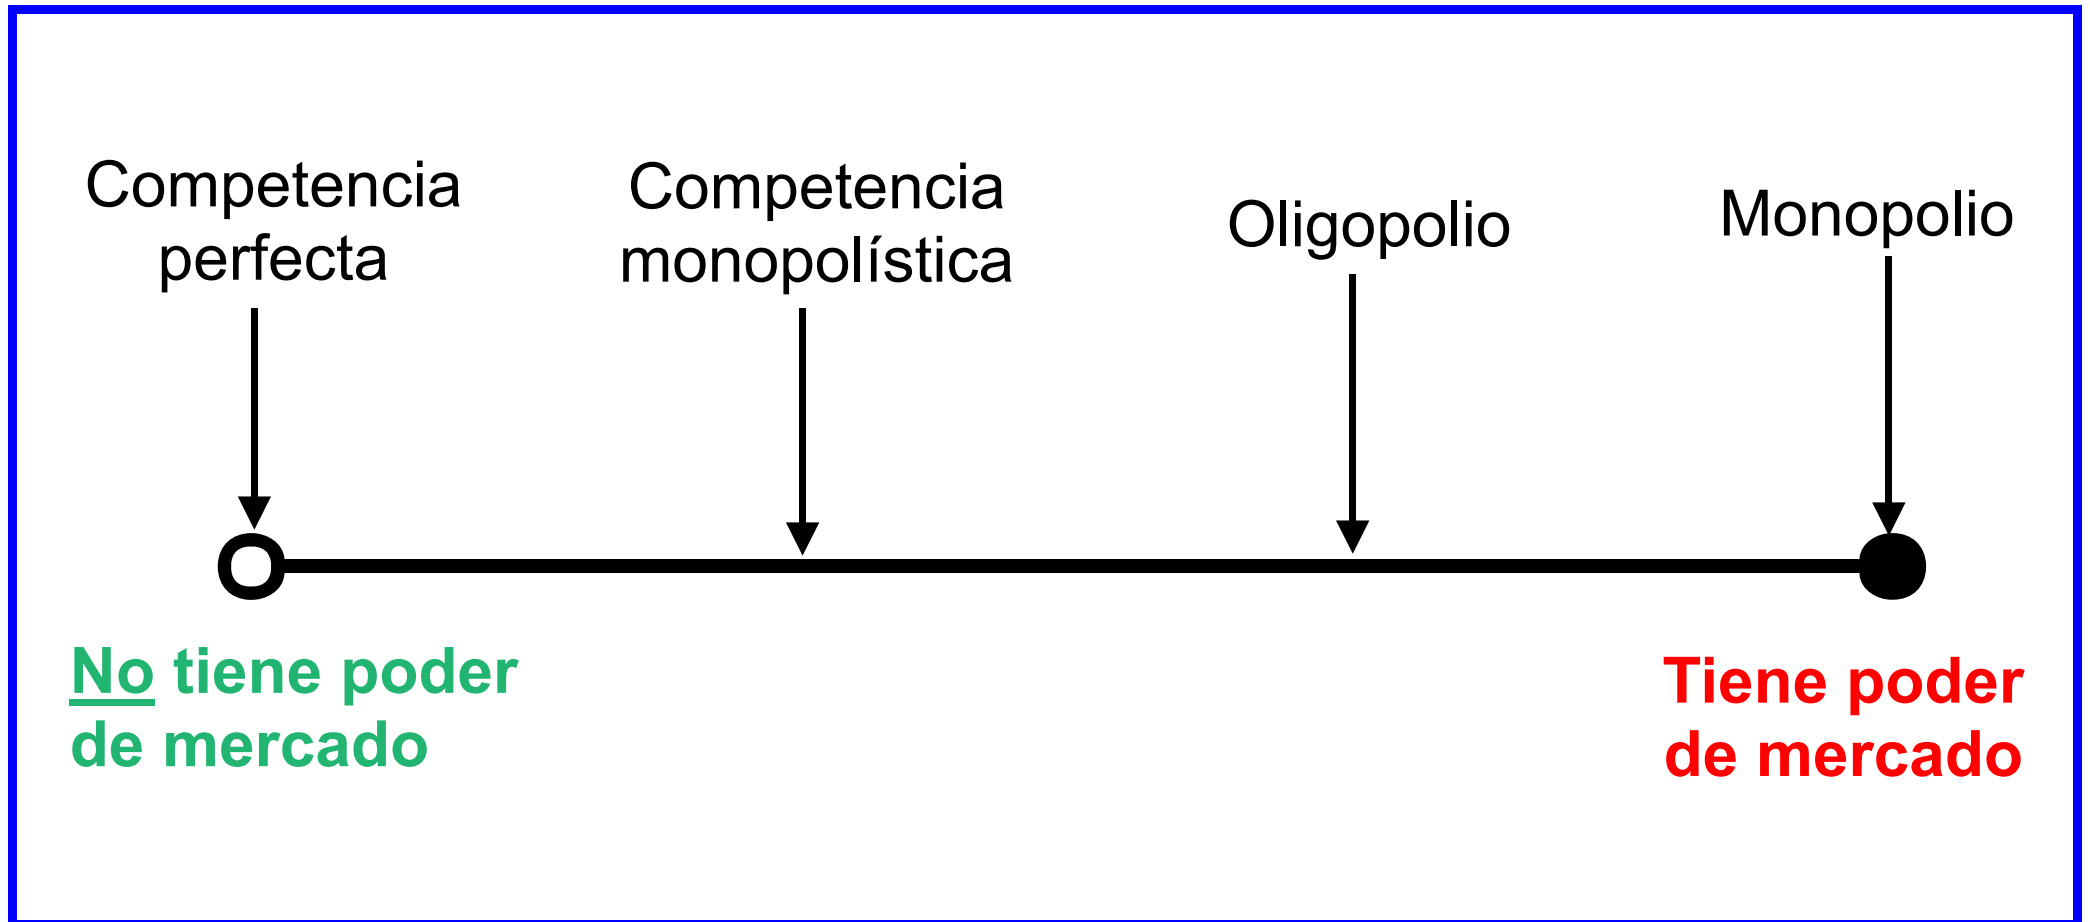 Competencia
perfecta
Competencia
monopolística
Oligopolio
Monopolio
No tiene poder
de mercado
Tiene poder
de mercado